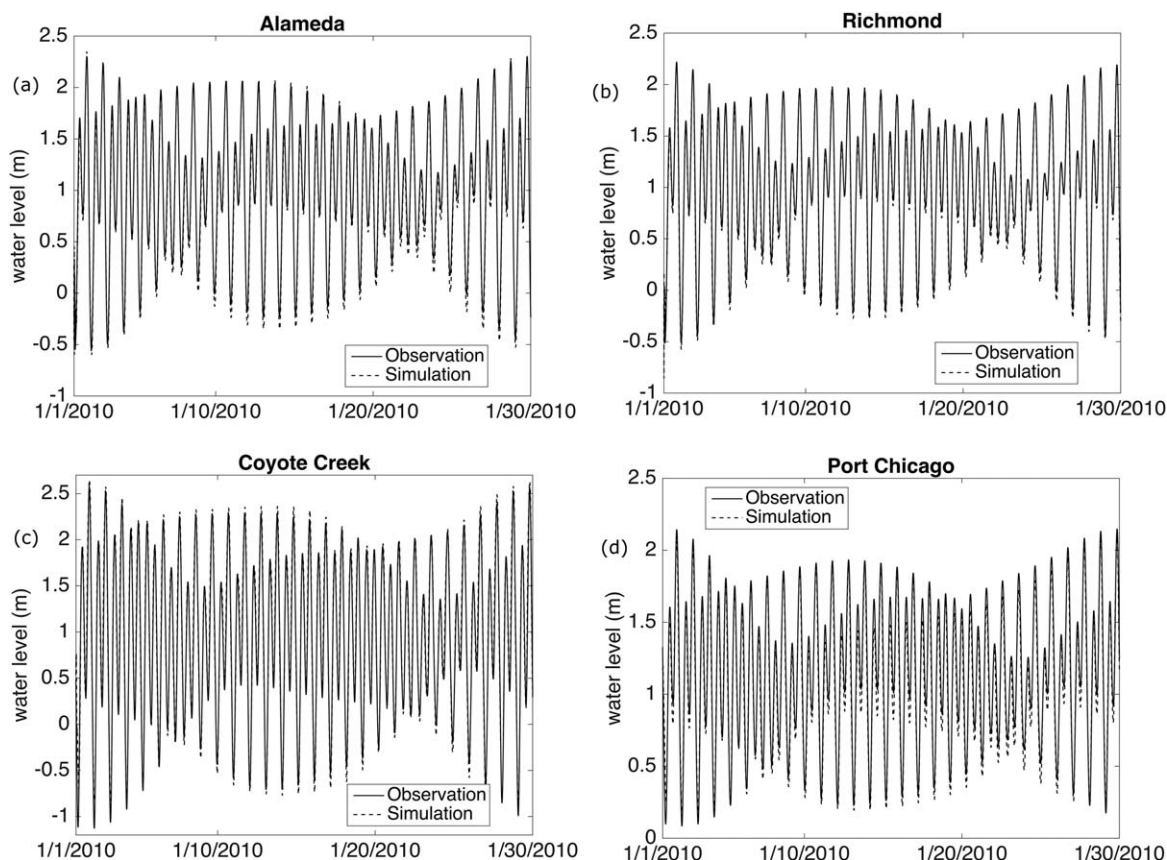 Alameda
(a)
water level (m)
2.5
2
1.5
1
0.5
0
-0.5
-1
Observation
Simulation
1/1/2010 1/10/2010 1/20/2010 1/30/2010
Richmond
(b)
water level (m)
2.5
2
1.5
1
0.5
0
-0.5
-1
Observation
Simulation
1/1/2010 1/10/2010 1/20/2010 1/30/2010
Coyote Creek
(c)
water level (m)
2.5
2
1.5
1
0.5
0
-0.5
-1
Observation
Simulation
1/1/2010 1/10/2010 1/20/2010 1/30/2010
Port Chicago
Observation
Simulation
(d)
water level (m)
2.5
2
1.5
1
0.5
0
1/1/2010 1/10/2010 1/20/2010 1/30/2010